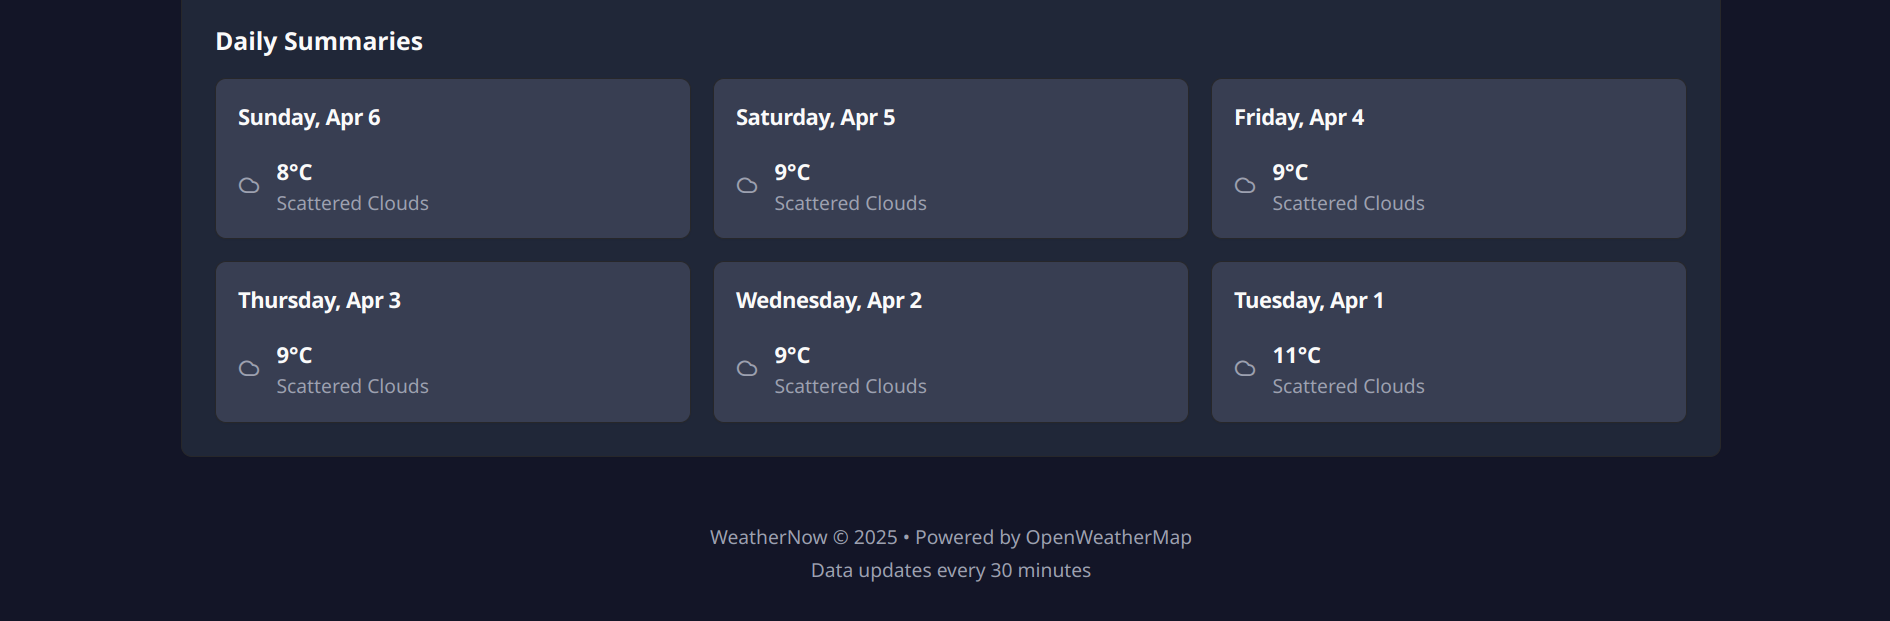 Daily Summaries
Sunday, Apr 6
8°C
Scattered Clouds
Saturday, Apr 5
9°C
Scattered Clouds
Friday, Apr 4
9°C
Scattered Clouds
Thursday, Apr 3
9°C
Scattered Clouds
Wednesday, Apr 2
9°C
Scattered Clouds
Tuesday, Apr 1
11°C
Scattered Clouds
WeatherNow © 2025 • Powered by OpenWeatherMap
Data updates every 30 minutes